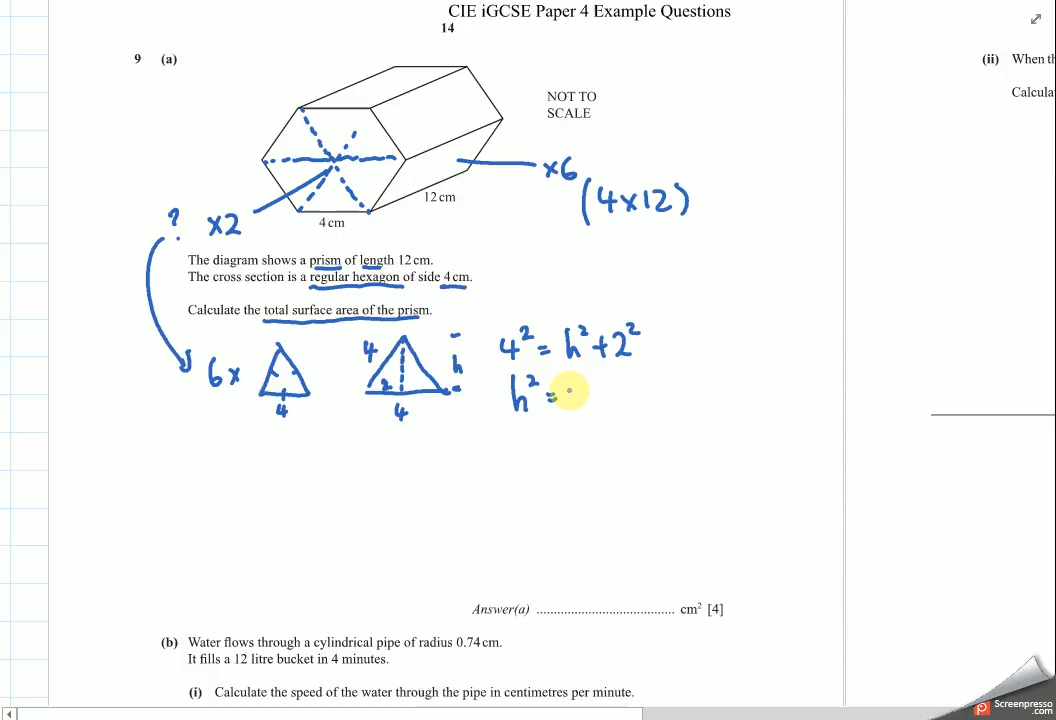 CIE iGCSE Paper 4 Example Questions
14
9 (a)
NOT TO
SCALE
(ii) When th
Calcula
×6
(4×12)
12 cm
4 cm
? ×2
The diagram shows a prism of length 12 cm.
The cross section is a regular hexagon of side 4 cm.
Calculate the total surface area of the prism.
6 ×
4
4
2
4
h
4² = h² + 2²
h² =
Answer(a) ........................................ cm² [4]
(b) Water flows through a cylindrical pipe of radius 0.74 cm.
It fills a 12 litre bucket in 4 minutes.
(i) Calculate the speed of the water through the pipe in centimetres per minute.
Screenpresso
.com